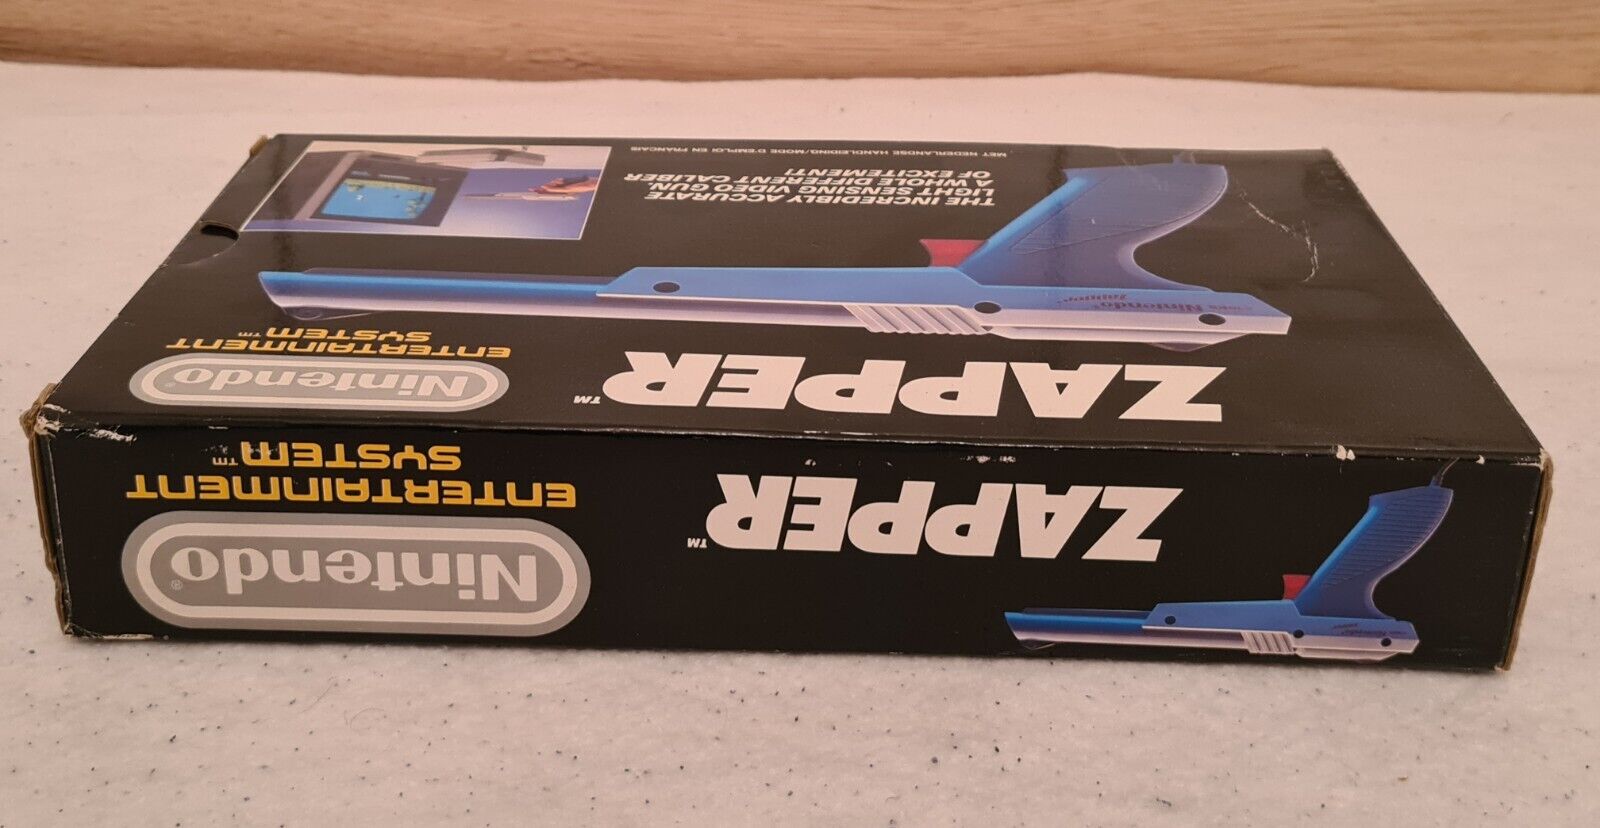 ZAPPER™
Nintendo®
ENTERTAINMENT
SYSTEM™
Nintendo®
Zapper
THE INCREDIBLY ACCURATE
LIGHT SENSING VIDEO GUN.
A WHOLE DIFFERENT CALIBER
OF EXCITEMENT!
MET NEDERLANDSE HANDLEIDING/MODE D'EMPLOI EN FRANCAIS
ZAPPER™
Nintendo®
ENTERTAINMENT
SYSTEM™